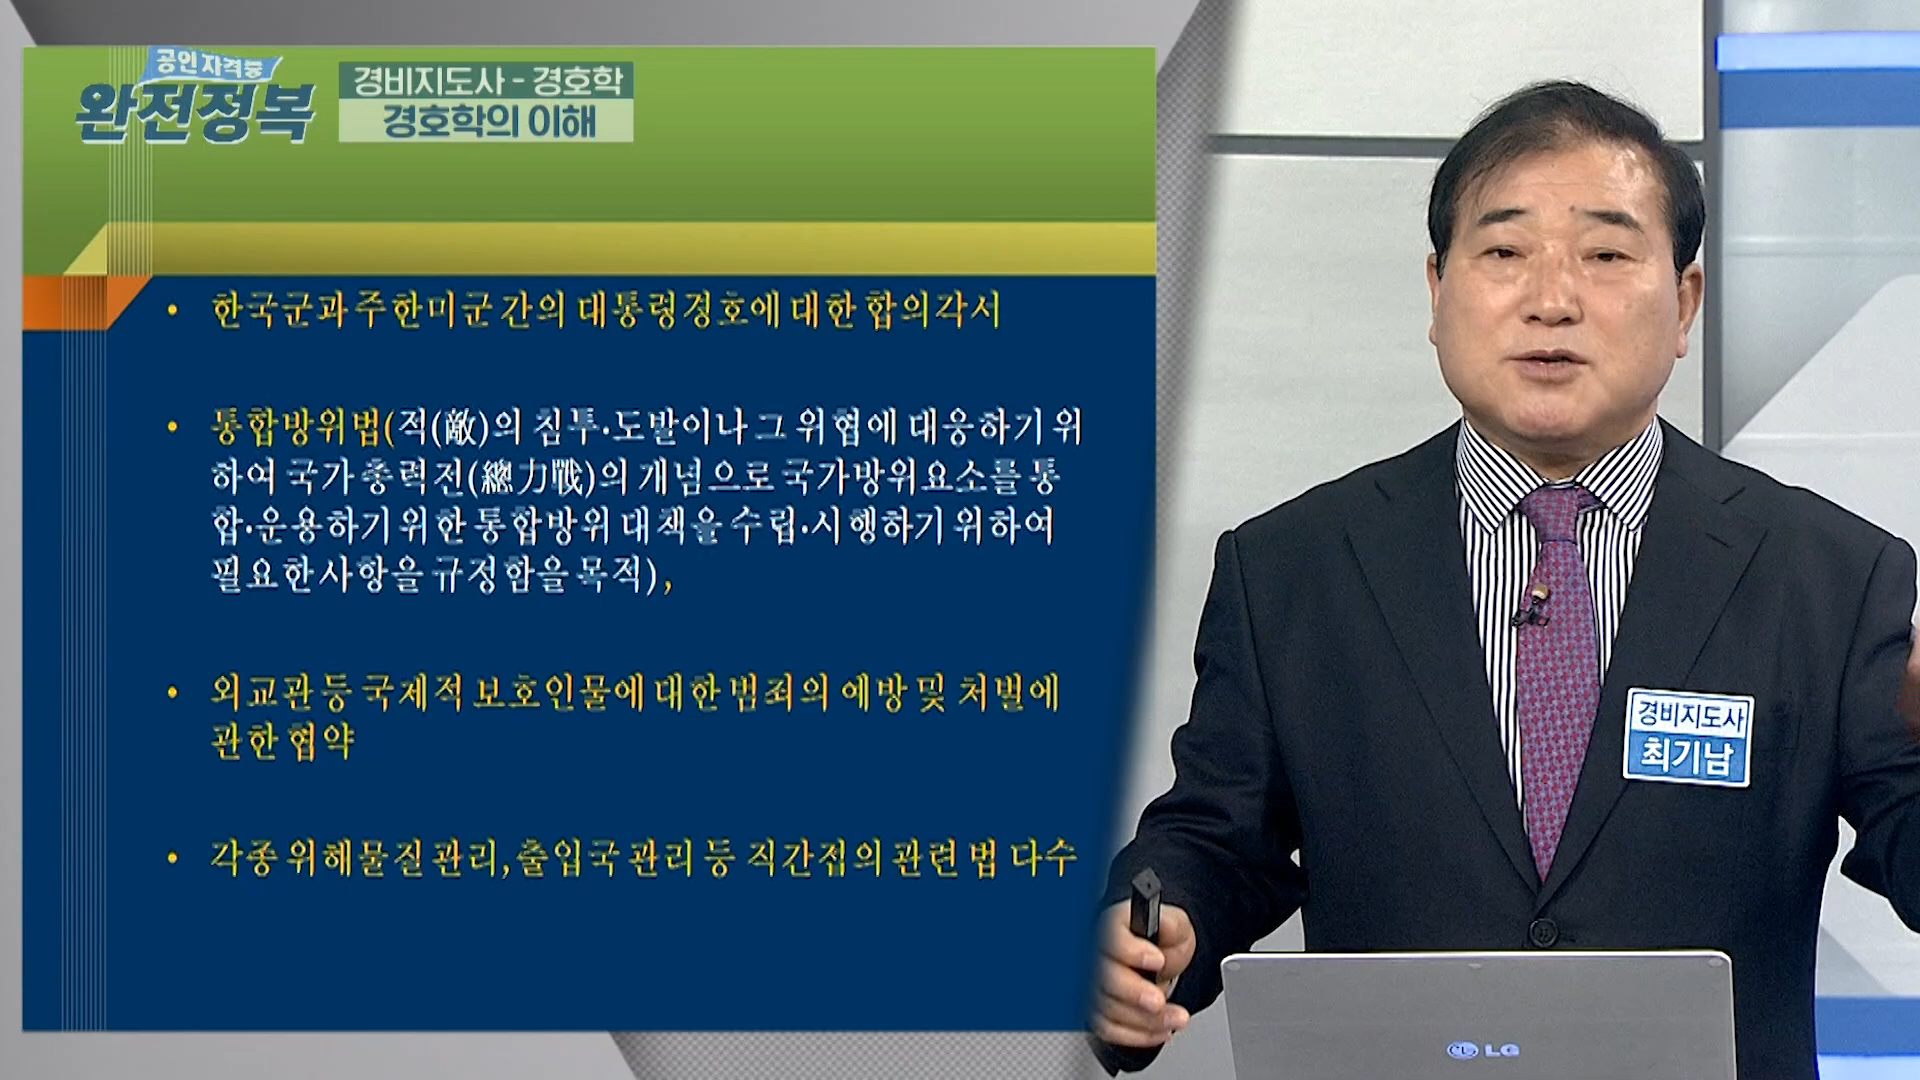 공인 자격증
완전정복
경비지도사 - 경호학
경호학의 이해
• 한국군과 주한미군 간의 대통령경호에 대한 합의각서
• 통합방위법(적(敵)의 침투·도발이나 그 위협에 대응하기 위
하여 국가 총력전(總力戰)의 개념으로 국가방위요소를 통
합·운용하기 위한 통합방위 대책을 수립·시행하기 위하여
필요한 사항을 규정함을 목적),
• 외교관 등 국제적 보호인물에 대한 범죄의 예방 및 처벌에
관한 협약
• 각종 위해물질 관리, 출입국 관리 등 직간접의 관련 법 다수
경비지도사
최기남
LG